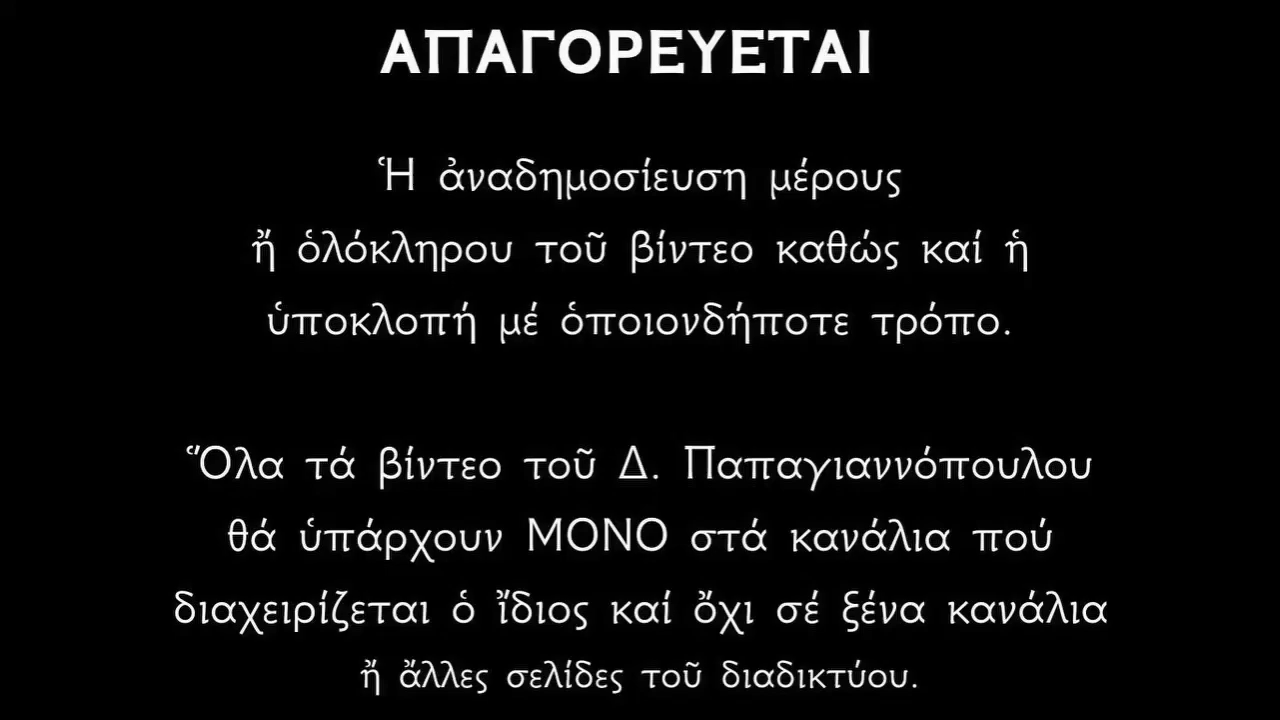 ΑΠΑΓΟΡΕΥΕΤΑΙ
Ἡ ἀναδημοσίευση μέρους
ἤ ὁλόκληρου τοῦ βίντεο καθώς καί ἡ
ὑποκλοπή μέ ὁποιονδήποτε τρόπο.
Ὅλα τά βίντεο τοῦ Δ. Παπαγιαννόπουλου
θά ὑπάρχουν ΜΟΝΟ στά κανάλια πού
διαχειρίζεται ὁ ἴδιος καί ὄχι σέ ξένα κανάλια
ἤ ἄλλες σελίδες τοῦ διαδικτύου.